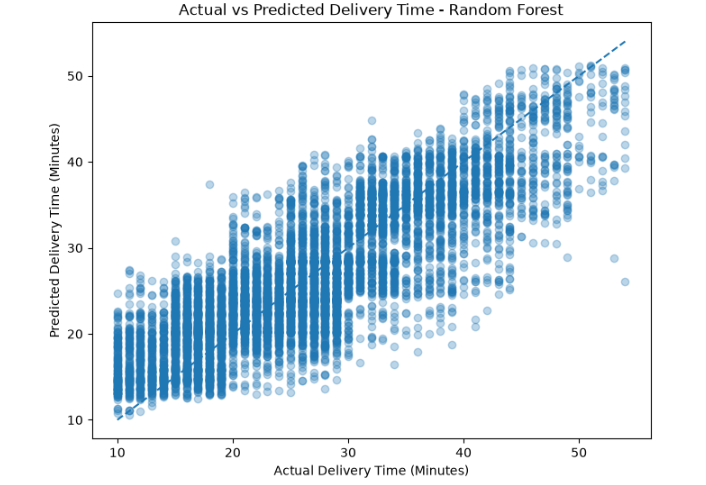 Actual vs Predicted Delivery Time - Random Forest
Predicted Delivery Time (Minutes)
50
40
30
20
10
10 20 30 40 50
Actual Delivery Time (Minutes)